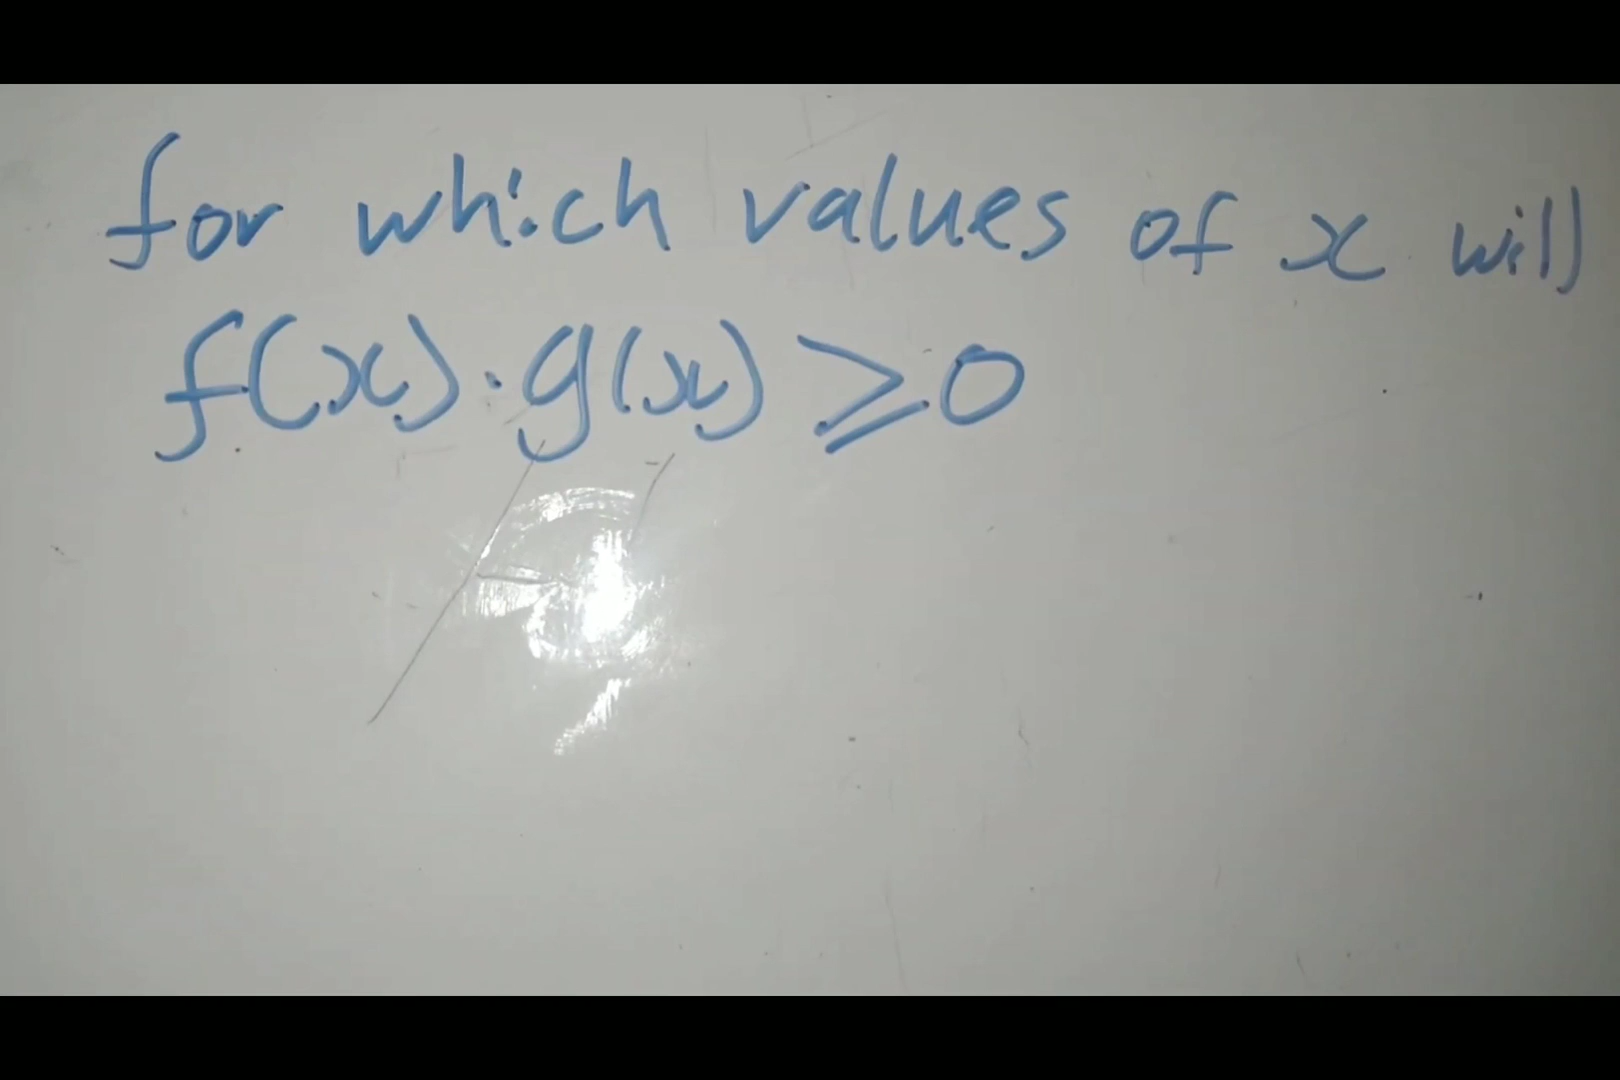 for which values of x will
f(x).g(x) ≥ 0